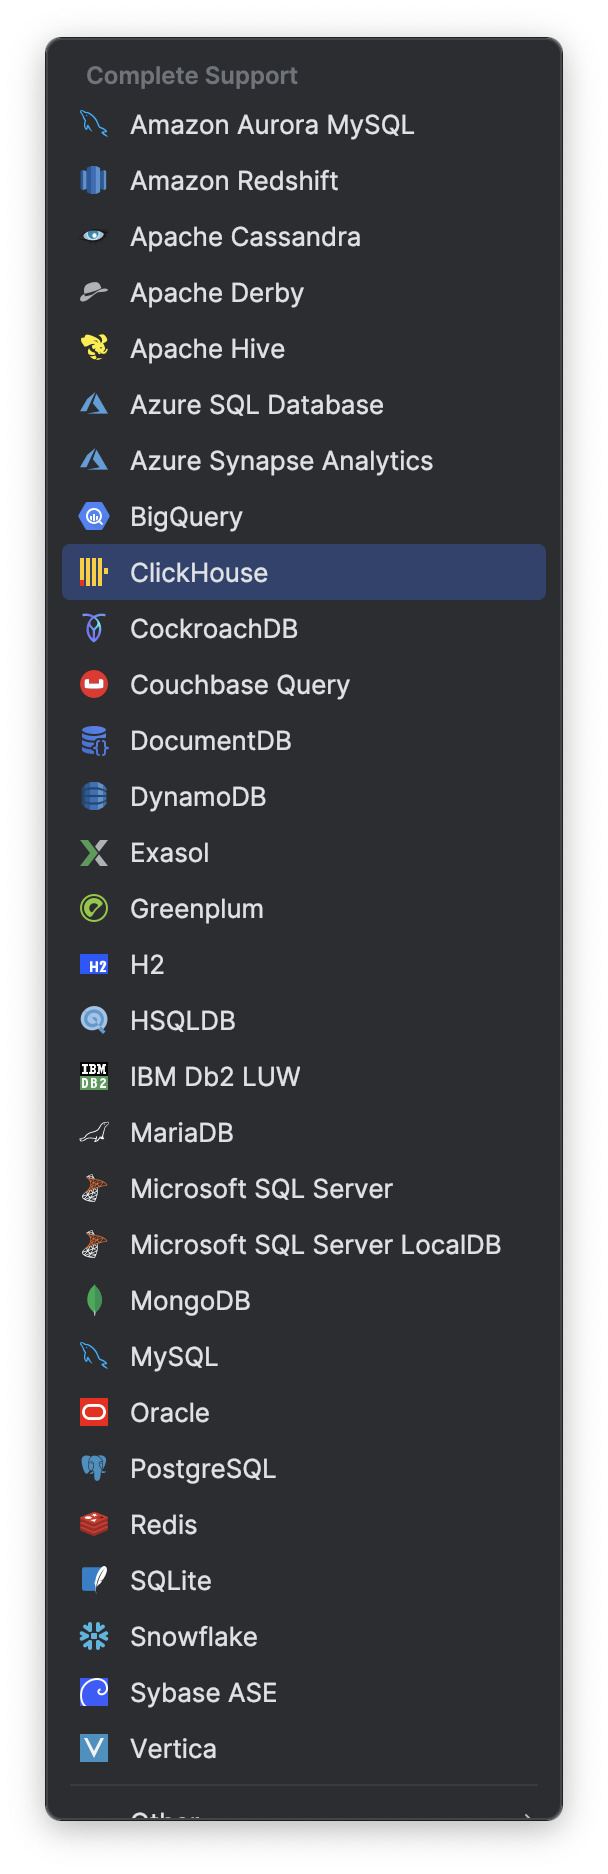 Complete Support
Amazon Aurora MySQL
Amazon Redshift
Apache Cassandra
Apache Derby
Apache Hive
Azure SQL Database
Azure Synapse Analytics
BigQuery
ClickHouse
CockroachDB
Couchbase Query
DocumentDB
DynamoDB
Exasol
Greenplum
H2
H2
HSQLDB
IBM
DB2
IBM Db2 LUW
MariaDB
Microsoft SQL Server
Microsoft SQL Server LocalDB
MongoDB
MySQL
Oracle
PostgreSQL
Redis
SQLite
Snowflake
Sybase ASE
Vertica